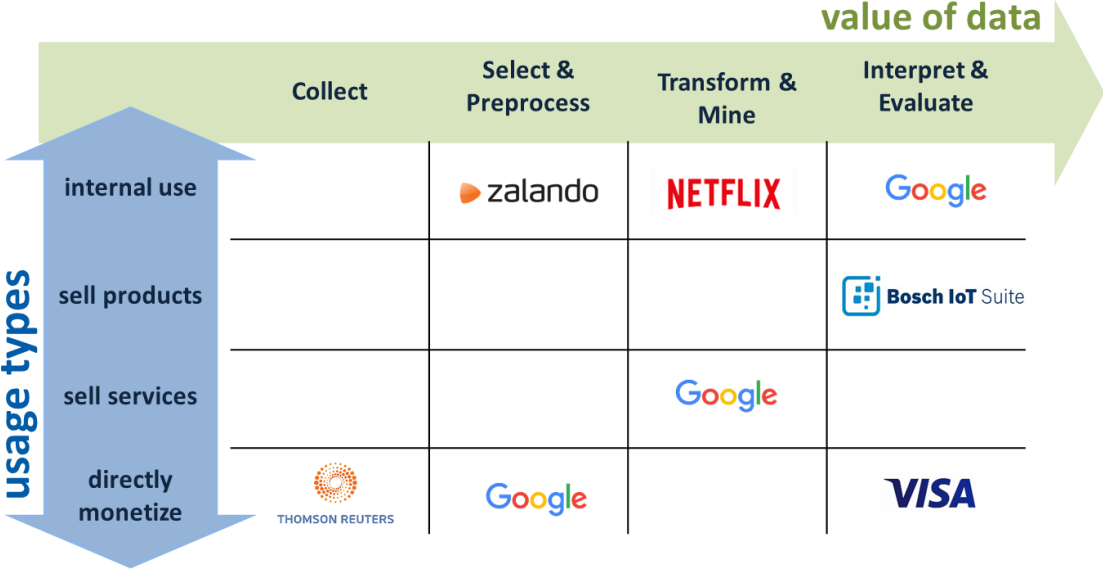 value of data
Collect
Select &
Preprocess
Transform &
Mine
Interpret &
Evaluate
usage types
internal use
zalando
NETFLIX
Google
sell products
Bosch IoT Suite
sell services
Google
directly
monetize
THOMSON REUTERS
Google
VISA